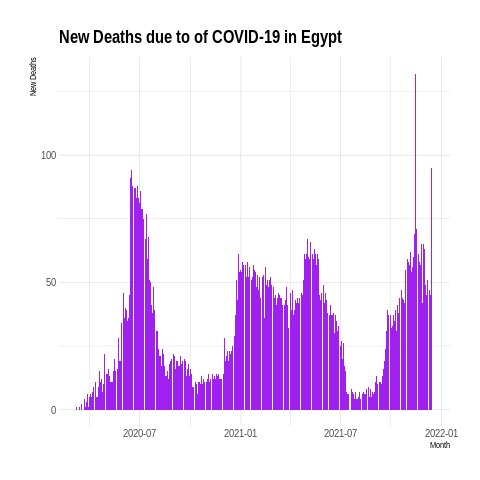 New Deaths due to of COVID-19 in Egypt
New Deaths
100
50
0
2020-07 2021-01 2021-07 2022-01
Month